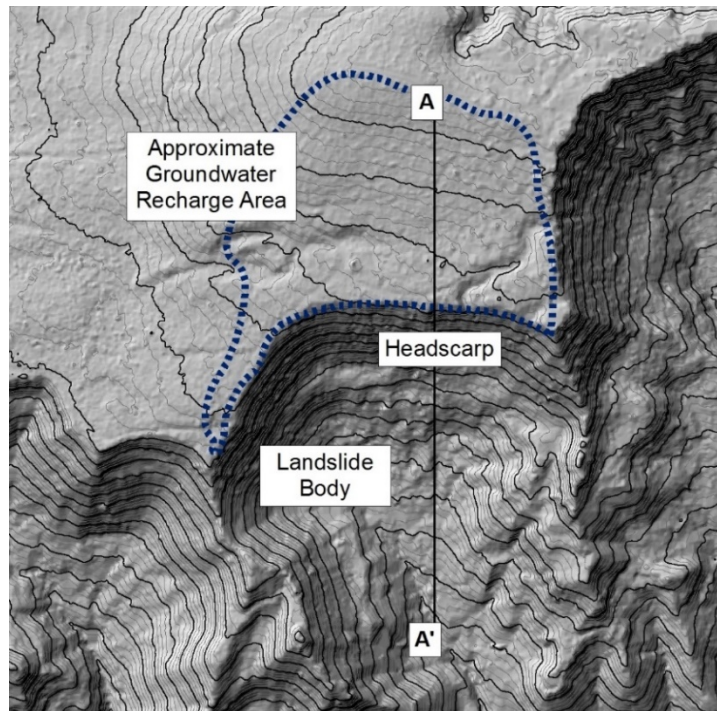 A
Approximate
Groundwater
Recharge Area
Headscarp
Landslide
Body
A'